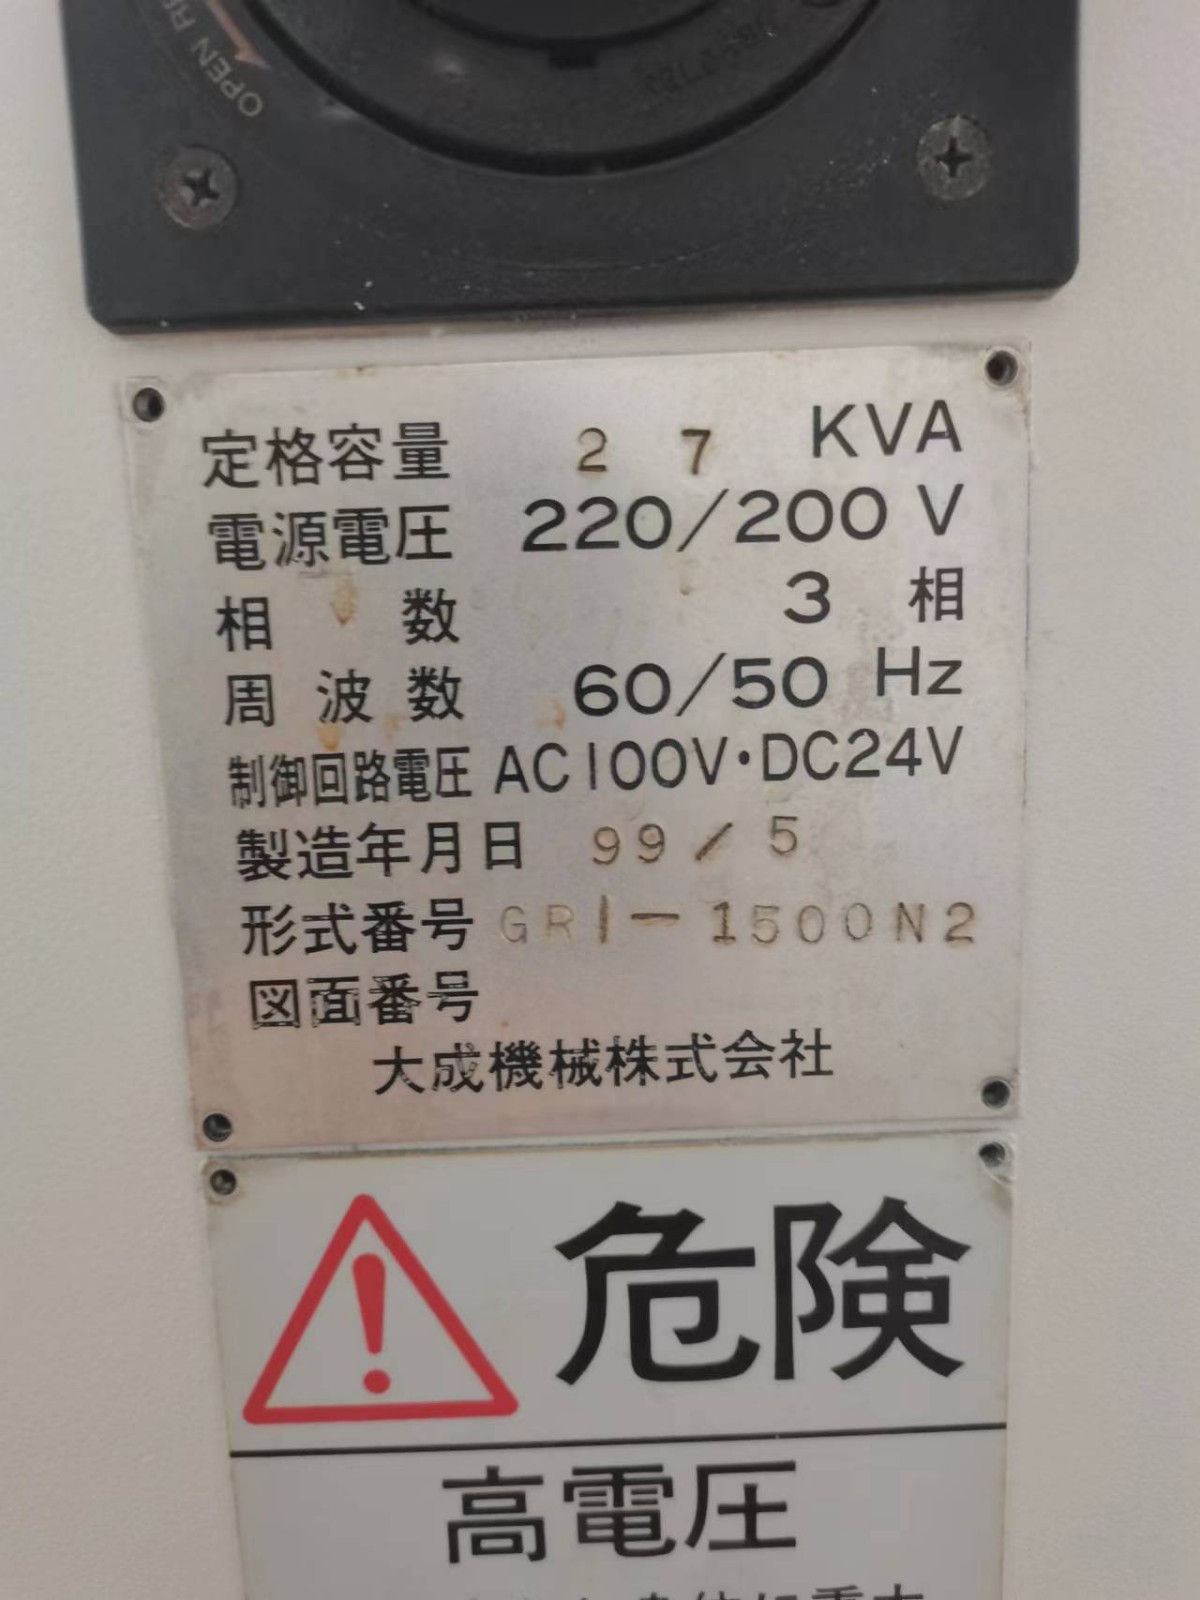 OPEN RE
定格容量 27 KVA
電源電圧 220/200 V
相数 3 相
周波数 60/50 Hz
制御回路電圧 AC100V・DC24V
製造年月日 99/5
形式番号 GRI-1500N2
図面番号
大成機械株式会社
危険
高電圧